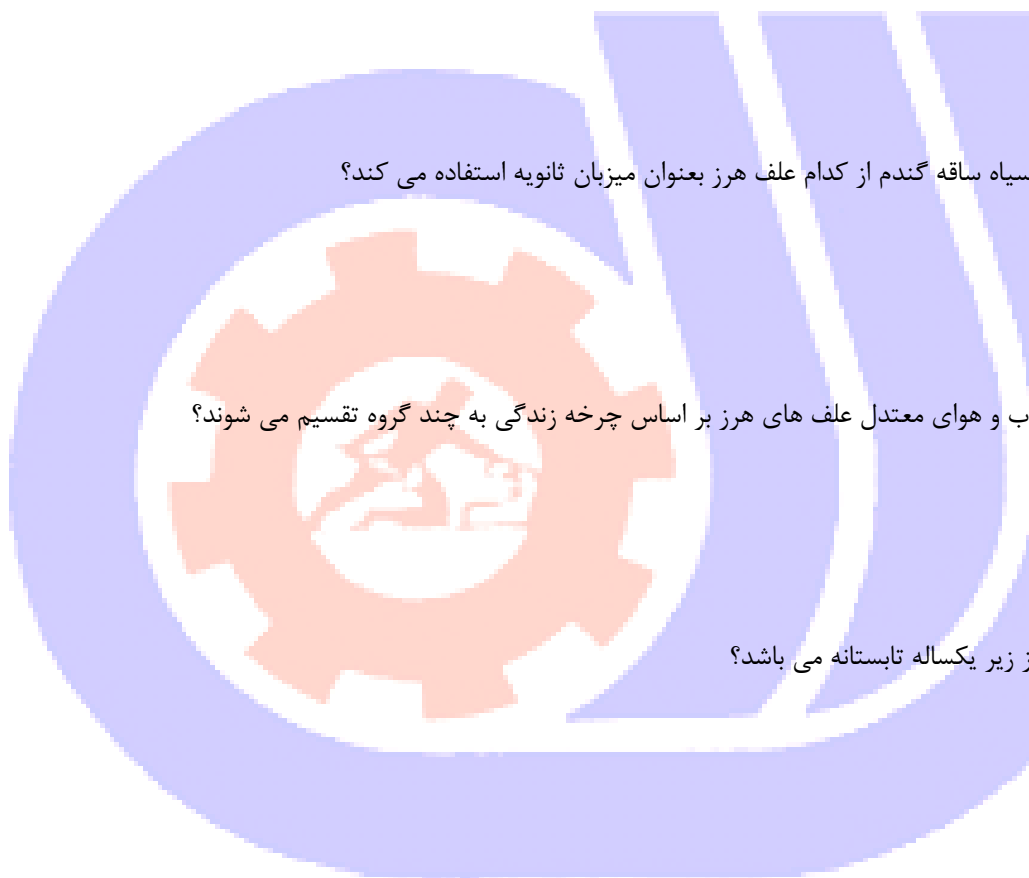 سیاه ساقه گندم از کدام علف هرز بعنوان میزبان ثانویه استفاده می کند؟
ب و هوای معتدل علف های هرز بر اساس چرخه زندگی به چند گروه تقسیم می شوند؟
ز زیر یکساله تابستانه می باشد؟